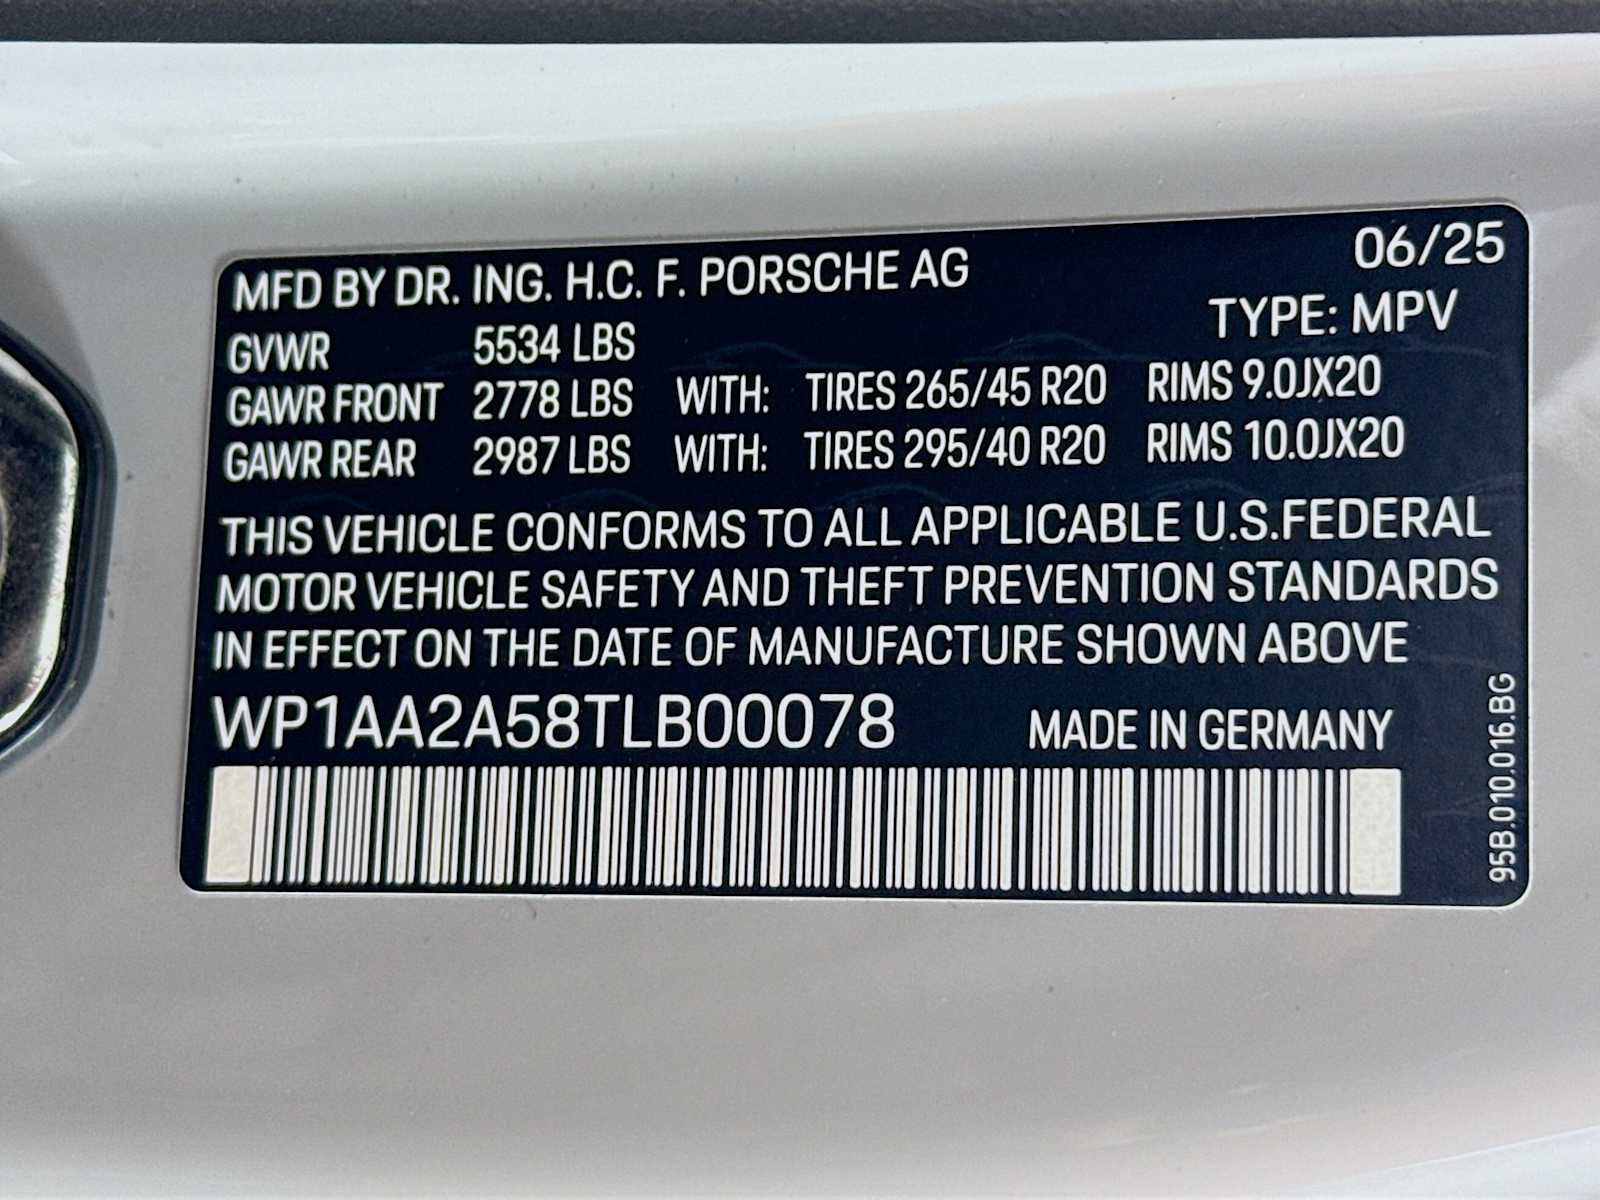 MFD BY DR. ING. H.C. F. PORSCHE AG 06/25
TYPE: MPV
GVWR 5534 LBS
GAWR FRONT 2778 LBS WITH: TIRES 265/45 R20 RIMS 9.0JX20
GAWR REAR 2987 LBS WITH: TIRES 295/40 R20 RIMS 10.0JX20
THIS VEHICLE CONFORMS TO ALL APPLICABLE U.S.FEDERAL
MOTOR VEHICLE SAFETY AND THEFT PREVENTION STANDARDS
IN EFFECT ON THE DATE OF MANUFACTURE SHOWN ABOVE
WP1AA2A58TLB00078 MADE IN GERMANY
95B.010.016.BG